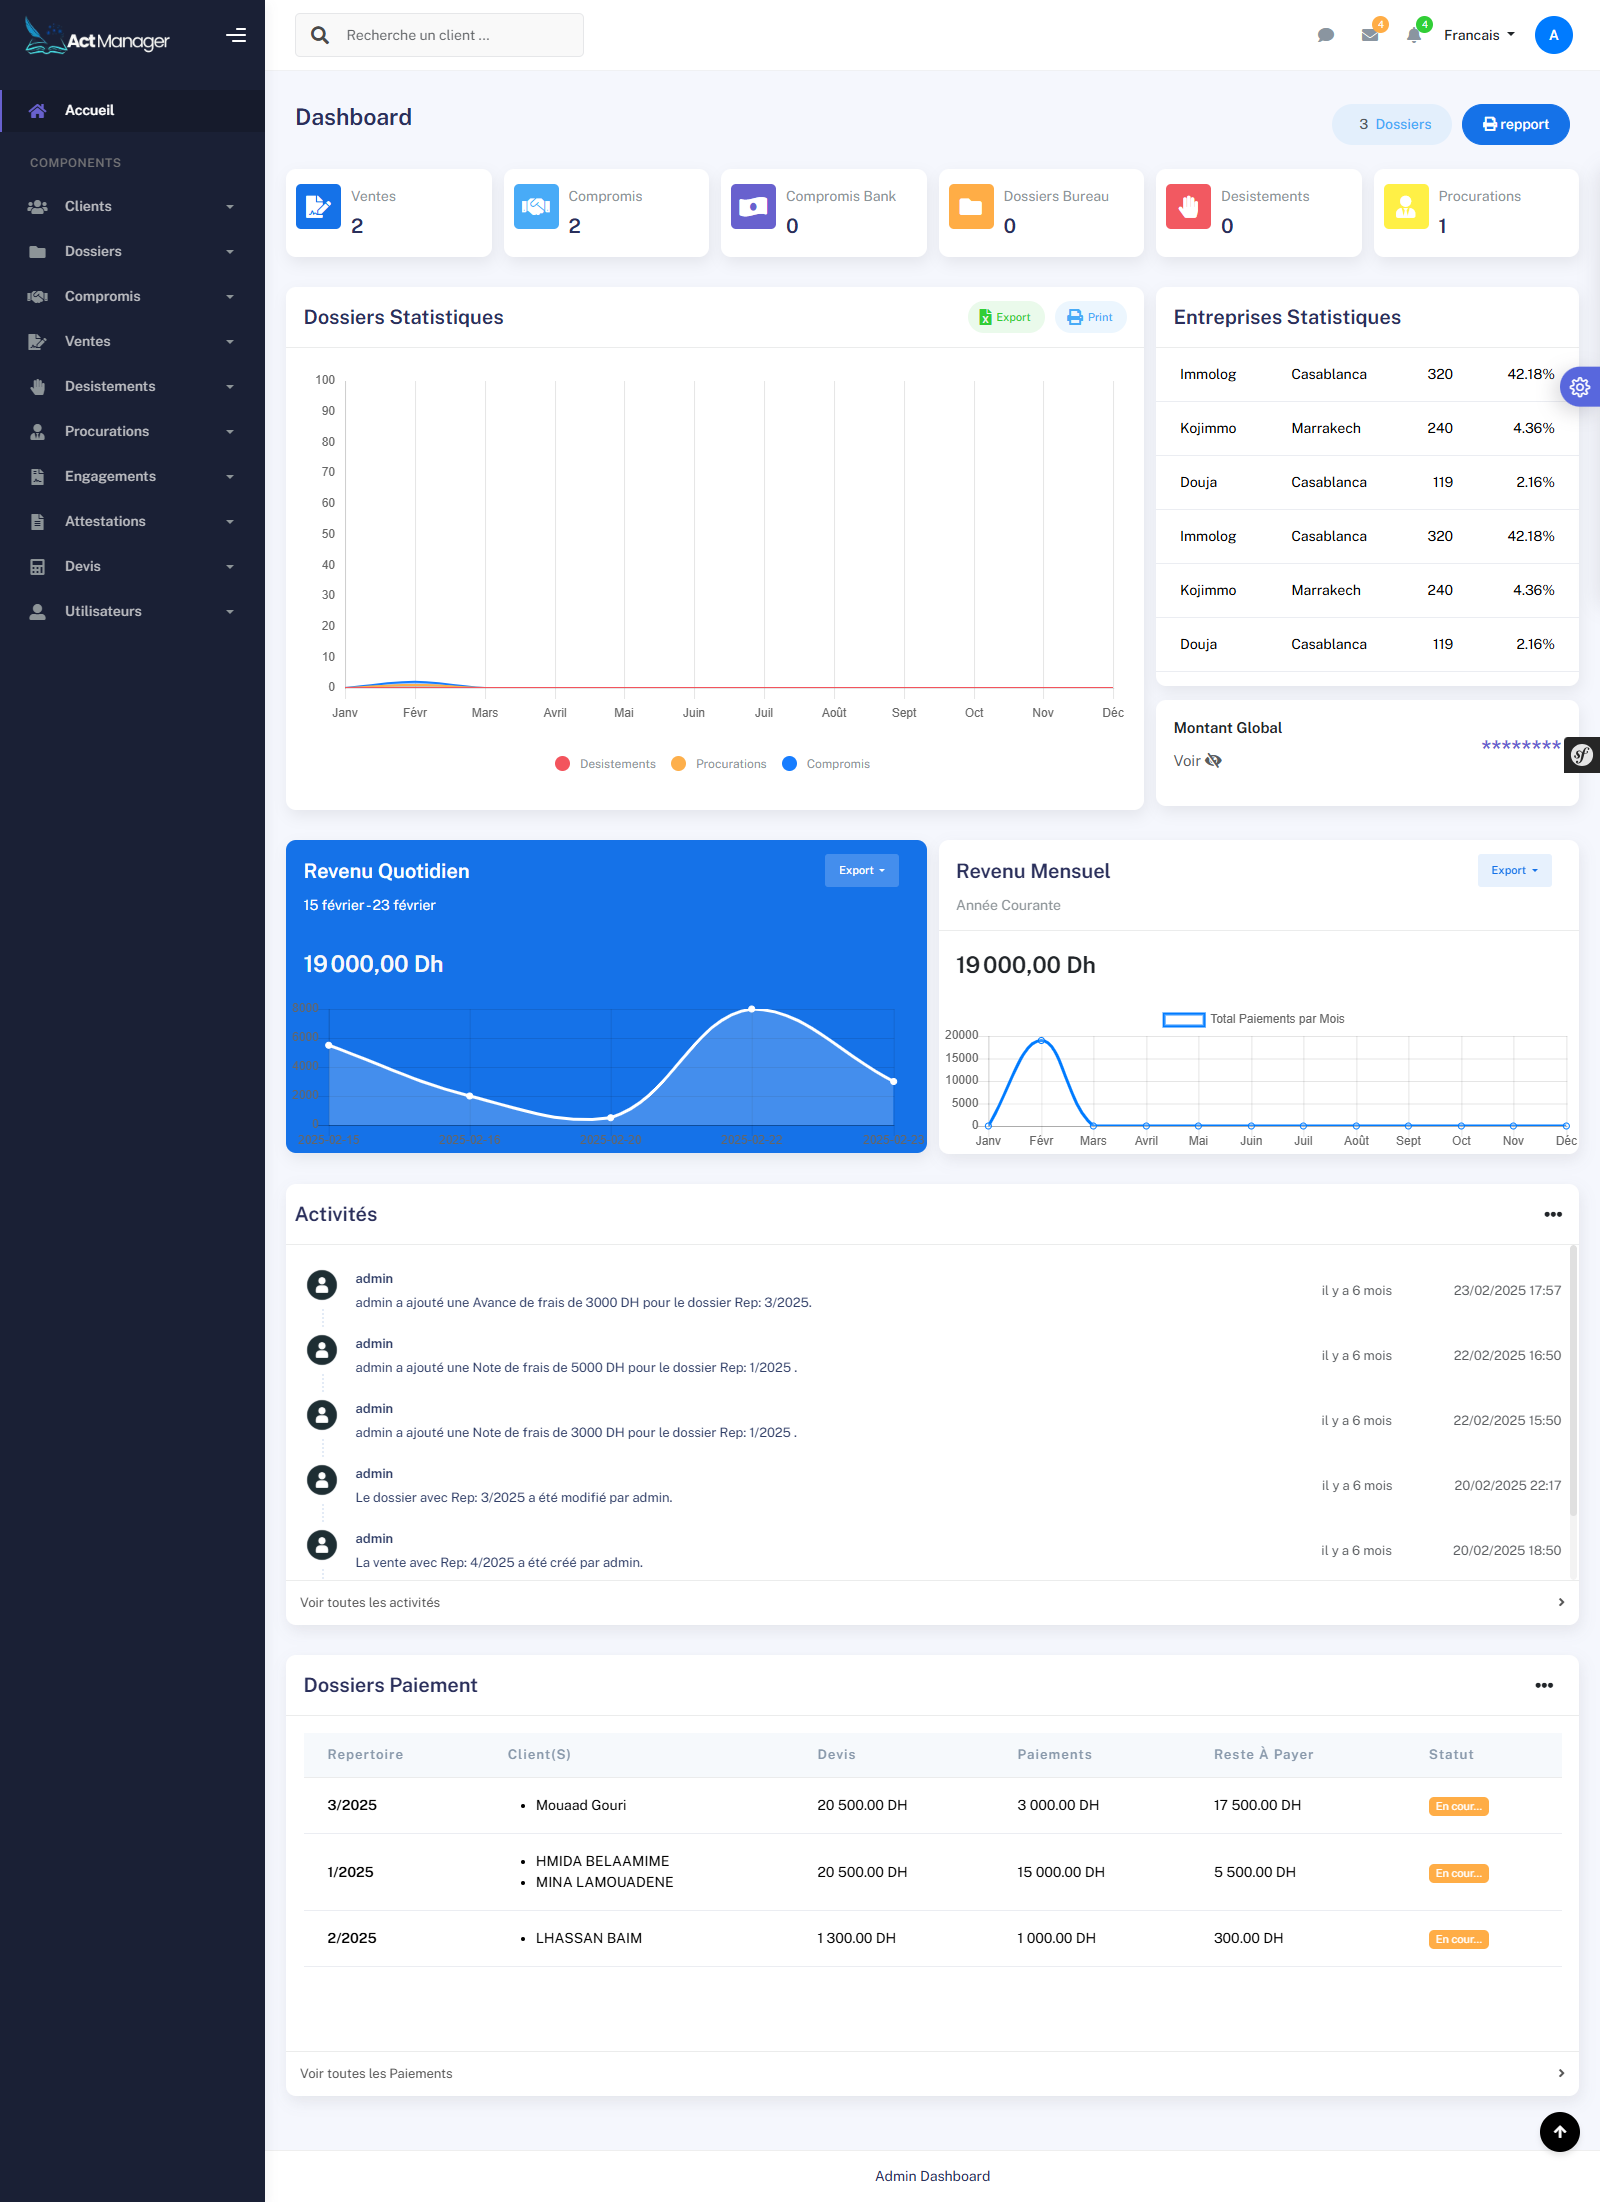 ActManager
Recherche un client ...
4
4
Francais
A
Accueil
COMPONENTS
Clients
Dossiers
Compromis
Ventes
Desistements
Procurations
Engagements
Attestations
Devis
Utilisateurs
Dashboard
3 Dossiers
repport
Ventes
2
Compromis
2
Compromis Bank
0
Dossiers Bureau
0
Desistements
0
Procurations
1
Dossiers Statistiques
Export
Print
100
90
80
70
60
50
40
30
20
10
0
Janv Févr Mars Avril Mai Juin Juil Août Sept Oct Nov Déc
Desistements Procurations Compromis
Entreprises Statistiques
Immolog Casablanca 320 42.18%
Kojimmo Marrakech 240 4.36%
Douja Casablanca 119 2.16%
Immolog Casablanca 320 42.18%
Kojimmo Marrakech 240 4.36%
Douja Casablanca 119 2.16%
Montant Global
Voir
********
sf
Revenu Quotidien
Export
15 février - 23 février
19 000,00 Dh
2000
0
Revenu Mensuel
Export
Année Courante
19 000,00 Dh
Total Paiements par Mois
20000
15000
10000
5000
0
Janv Févr Mars Avril Mai Juin Juil Août Sept Oct Nov Déc
Activités
admin
admin a ajouté une Avance de frais de 3000 DH pour le dossier Rep: 3/2025.
il y a 6 mois 23/02/2025 17:57
admin
admin a ajouté une Note de frais de 5000 DH pour le dossier Rep: 1/2025 .
il y a 6 mois 22/02/2025 16:50
admin
admin a ajouté une Note de frais de 3000 DH pour le dossier Rep: 1/2025 .
il y a 6 mois 22/02/2025 15:50
admin
Le dossier avec Rep: 3/2025 a été modifié par admin.
il y a 6 mois 20/02/2025 22:17
admin
La vente avec Rep: 4/2025 a été créé par admin.
il y a 6 mois 20/02/2025 18:50
Voir toutes les activités
Dossiers Paiement
Repertoire Client(S) Devis Paiements Reste À Payer Statut
3/2025 • Mouaad Gouri 20 500.00 DH 3 000.00 DH 17 500.00 DH En cour...
1/2025 • HMIDA BELAAMIME • MINA LAMOUADENE 20 500.00 DH 15 000.00 DH 5 500.00 DH En cour...
2/2025 • LHASSAN BAIM 1 300.00 DH 1 000.00 DH 300.00 DH En cour...
Voir toutes les Paiements
Admin Dashboard